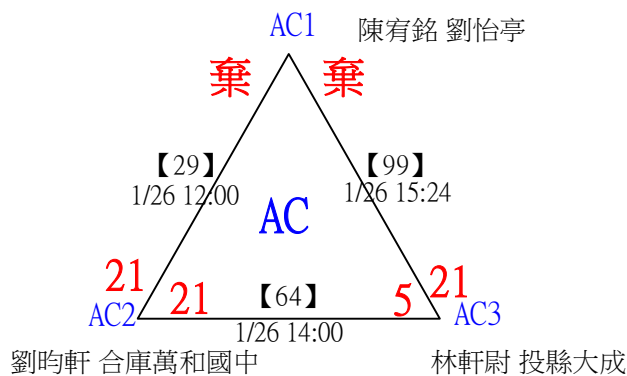 AC1 陳宥銘 劉怡亭
棄 棄
【29】 【99】
1/26 12:00 1/26 15:24
AC
21 21 【64】 5 21
AC2 AC3
1/26 14:00
劉昀軒 合庫萬和國中 林軒尉 投縣大成